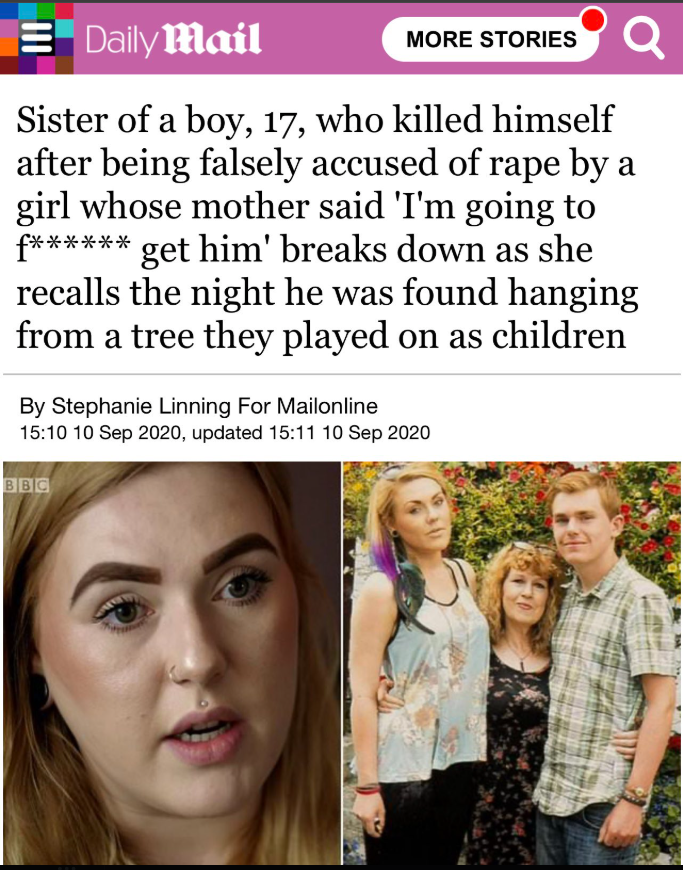 Daily Mail
MORE STORIES
Sister of a boy, 17, who killed himself
after being falsely accused of rape by a
girl whose mother said 'I'm going to
f****** get him' breaks down as she
recalls the night he was found hanging
from a tree they played on as children
By Stephanie Linning For Mailonline
15:10 10 Sep 2020, updated 15:11 10 Sep 2020
BBC